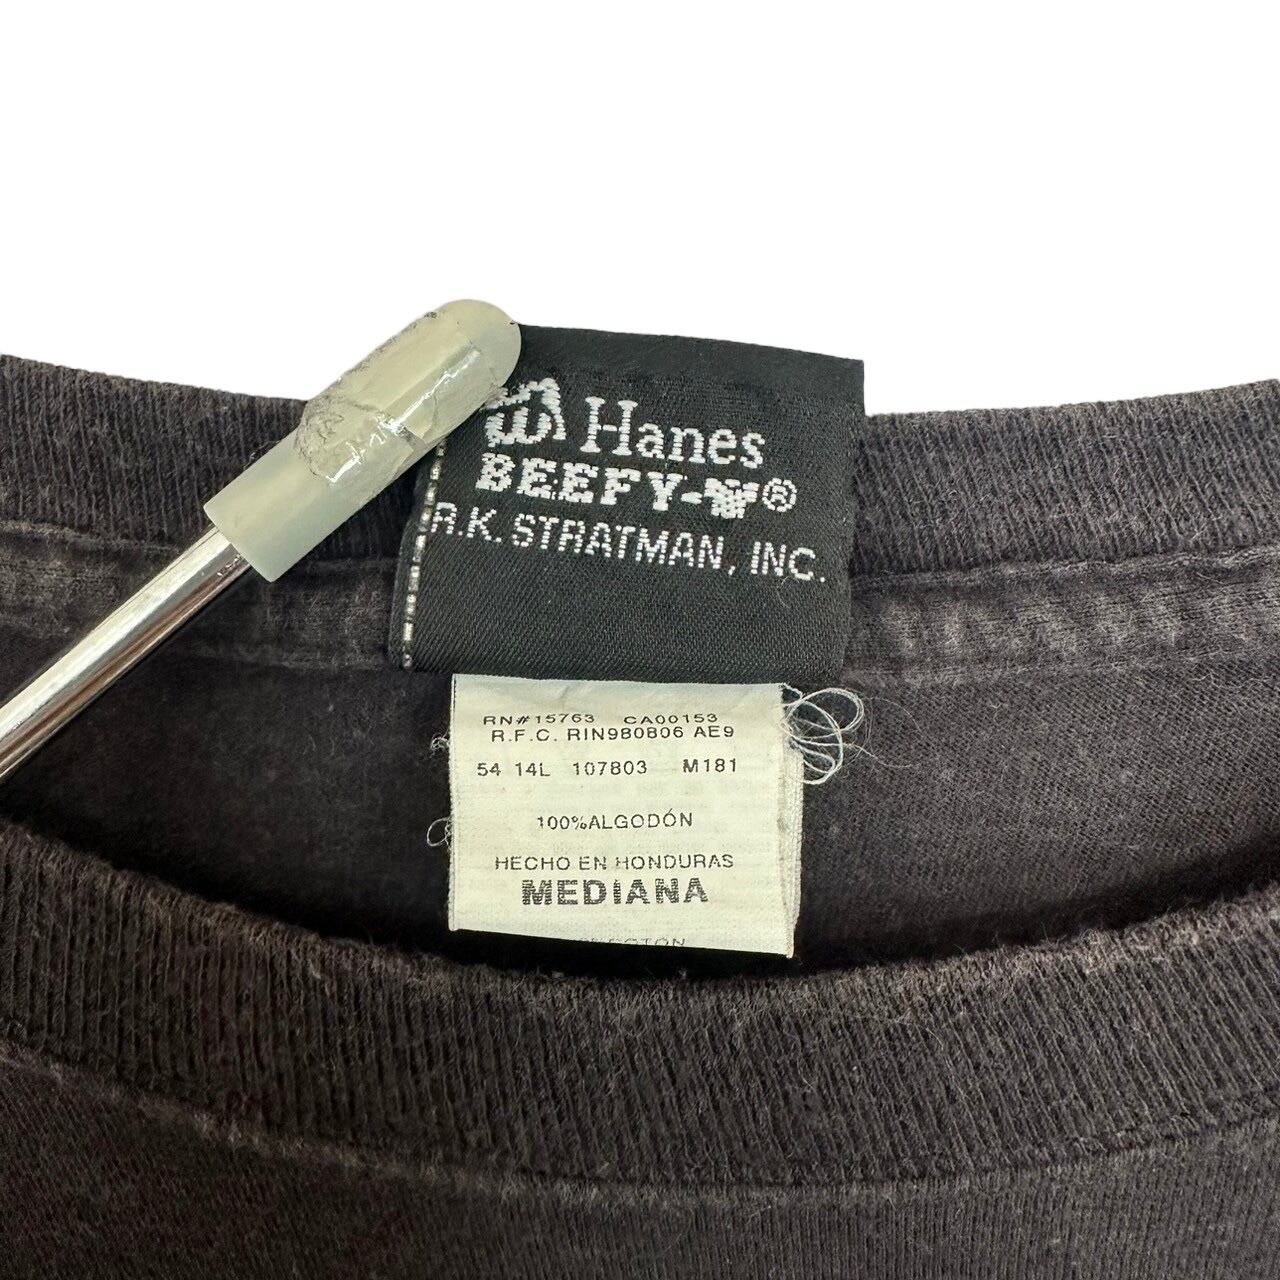 Hanes
BEEFY-T®
R.K. STRATMAN, INC.
RN#15763 CA00153
R.F.C. RIN980806 AE9
54 14L 107803 M181
100%ALGODÓN
HECHO EN HONDURAS
MEDIANA